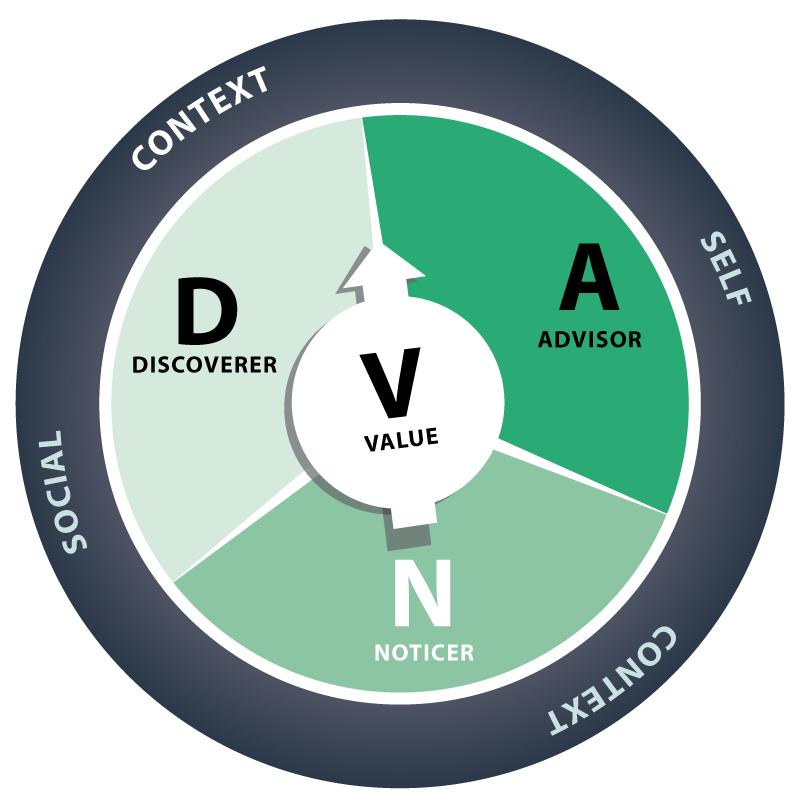 CONTEXT
SELF
A
ADVISOR
D
DISCOVERER
V
VALUE
SOCIAL
N
NOTICER
CONTEXT